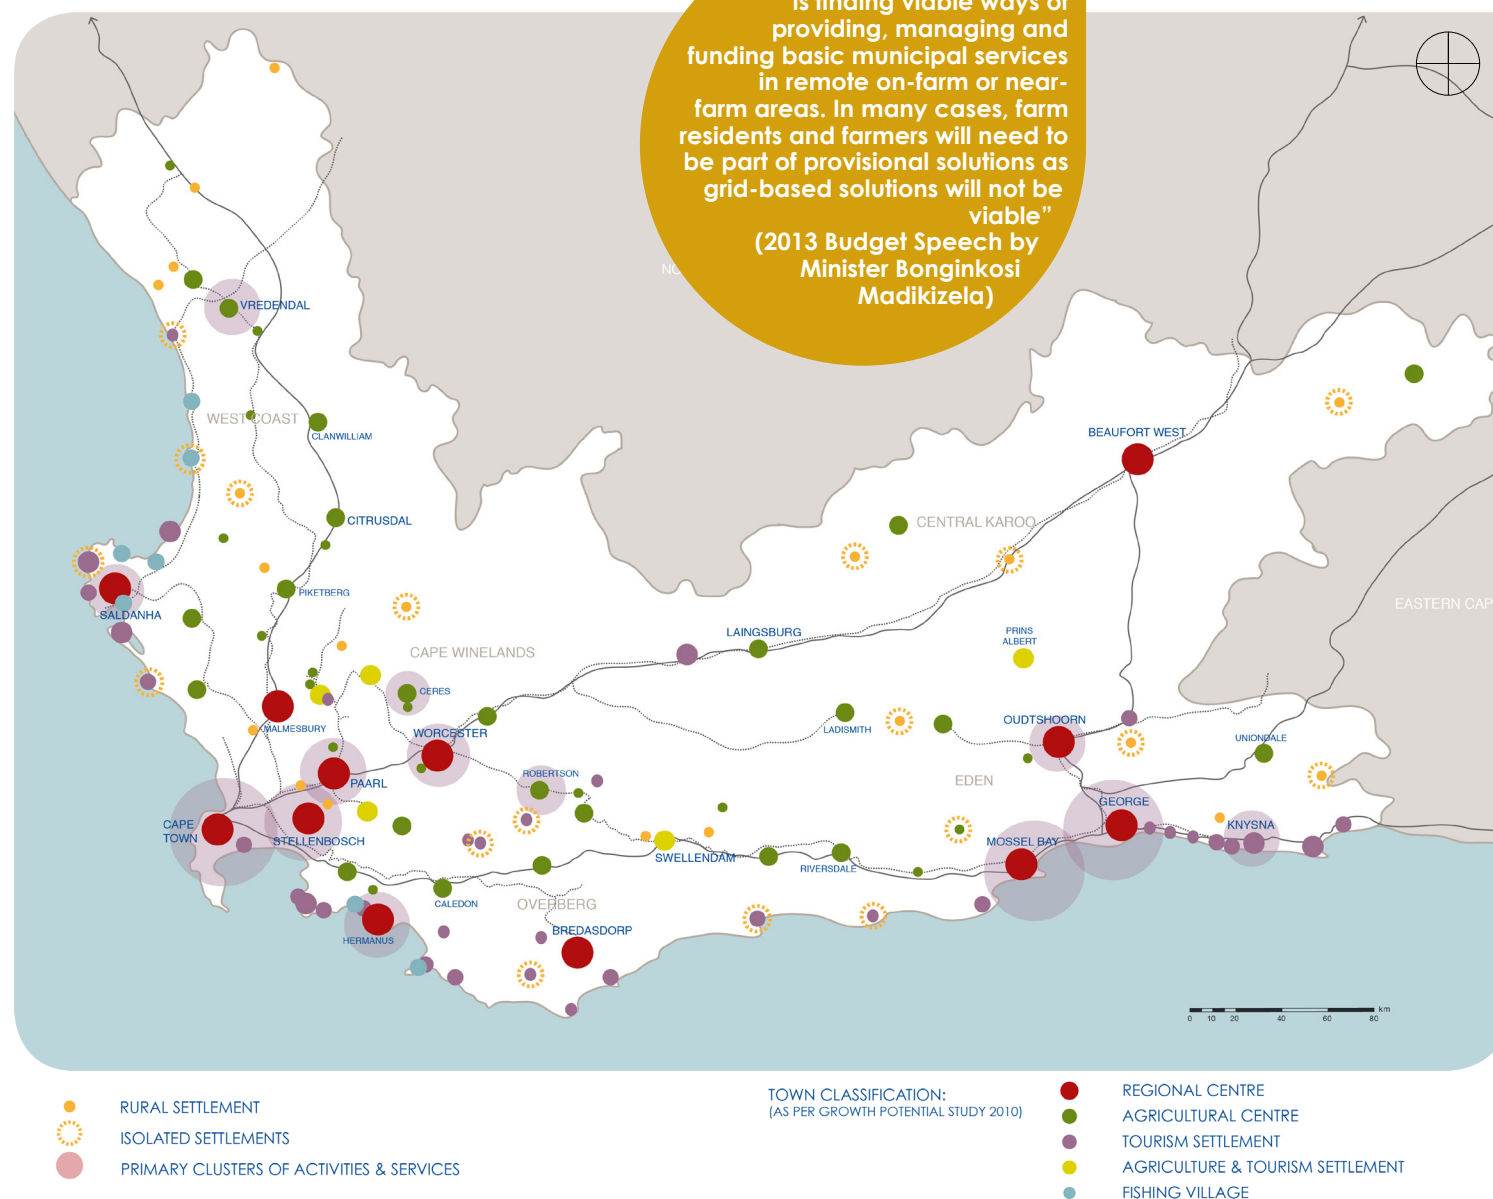 is finding viable ways of
providing, managing and
funding basic municipal services
in remote on-farm or near-
farm areas. In many cases, farm
residents and farmers will need to
be part of provisional solutions as
grid-based solutions will not be
viable”
(2013 Budget Speech by
Minister Bonginkosi
Madikizela)
VREDENDAL
WEST COAST
CLANWILLIAM
BEAUFORT WEST
CITRUSDAL
CENTRAL KAROO
PIKETBERG
SALDANHA
EASTERN CAP
LAINGSBURG
PRINS
ALBERT
CAPE WINELANDS
CERES
MALMESBURY
WORCESTER
LADISMITH
OUDTSHOORN
UNIONDALE
PAARL
ROBERTSON
EDEN
GEORGE
CAPE
TOWN
STELLENBOSCH
KNYSNA
MOSSEL BAY
SWELLENDAM
RIVERSDALE
CALEDON
OVERBERG
HERMANUS
BREDASDORP
0 10 20 40 60 80 km
RURAL SETTLEMENT
ISOLATED SETTLEMENTS
PRIMARY CLUSTERS OF ACTIVITIES & SERVICES
TOWN CLASSIFICATION:
(AS PER GROWTH POTENTIAL STUDY 2010)
REGIONAL CENTRE
AGRICULTURAL CENTRE
TOURISM SETTLEMENT
AGRICULTURE & TOURISM SETTLEMENT
FISHING VILLAGE